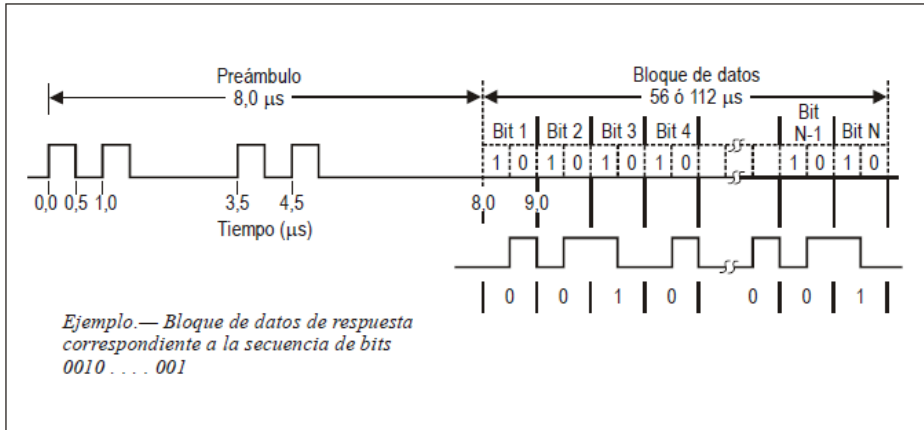 Preámbulo
8,0 µs
Bloque de datos
56 ó 112 µs
Bit 1 Bit 2 Bit 3 Bit 4 Bit N-1 Bit N
1 0 1 0 1 0 1 0 1 0 1 0
0,0 0,5 1,0 3,5 4,5 8,0 9,0
Tiempo (µs)
0 0 1 0 0 0 1
Ejemplo.— Bloque de datos de respuesta
correspondiente a la secuencia de bits
0010 . . . . 001